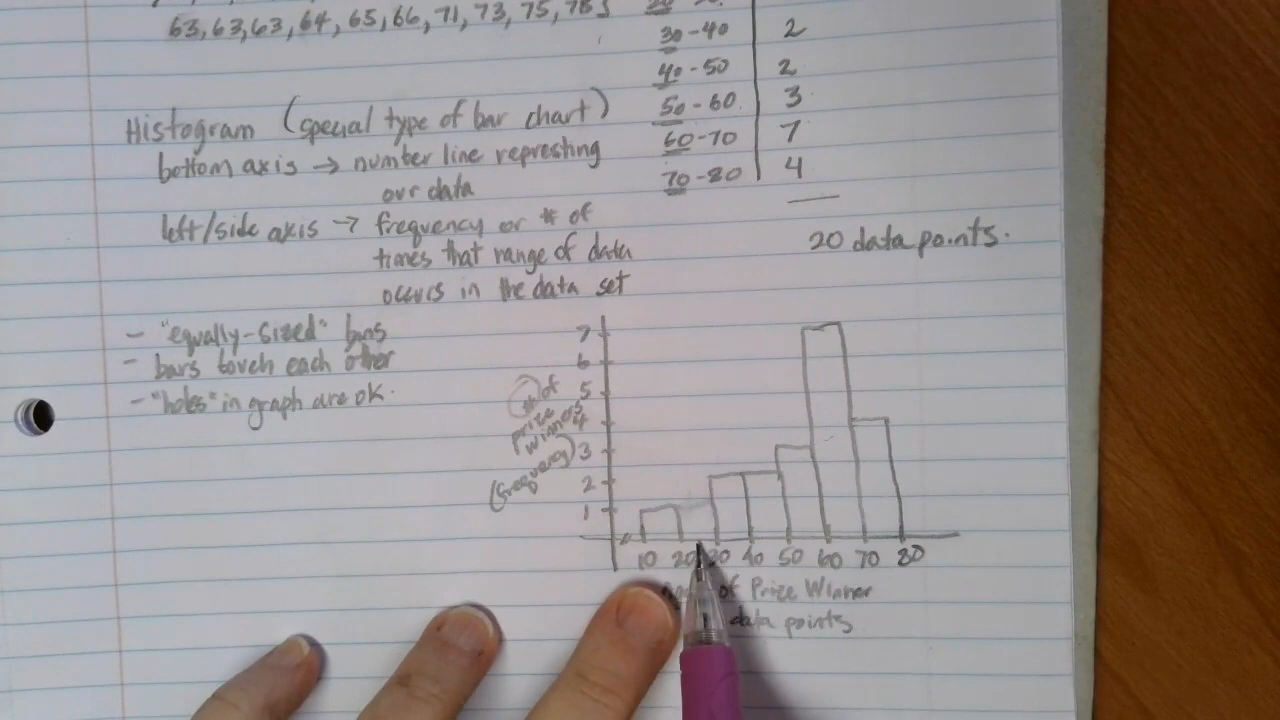 63, 63, 63, 64, 65, 66, 71, 73, 75, 78}
30-40 2
40-50 2
50-60 3
60-70 7
70-80 4
20 data points.
Histogram (special type of bar chart)
bottom axis → number line represting
our data
left/side axis → frequency or # of
times that range of data
occurs in the data set
- "equally-sized" bars
- bars touch each other
- "holes" in graph are ok.
7
6
5
4
3
2
1
# of
prize
winners
(frequency)
10 20 30 40 50 60 70 80
of Prize Winner
data points